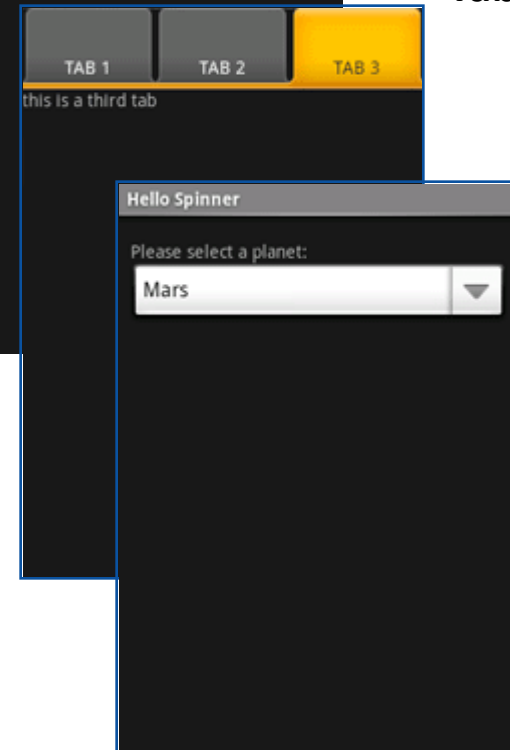 TAB 1 TAB 2 TAB 3
this is a third tab
Hello Spinner
Please select a planet:
Mars